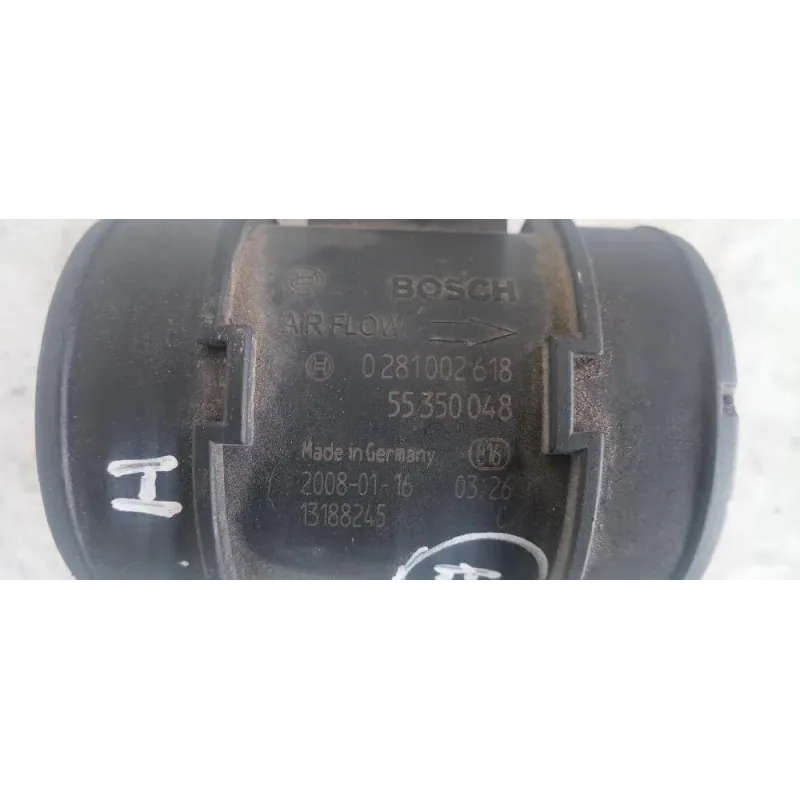 BOSCH
AIR FLOW
0 281 002 618
55 350 048
Made in Germany
2008-01-16 03:26
13188245 C
H